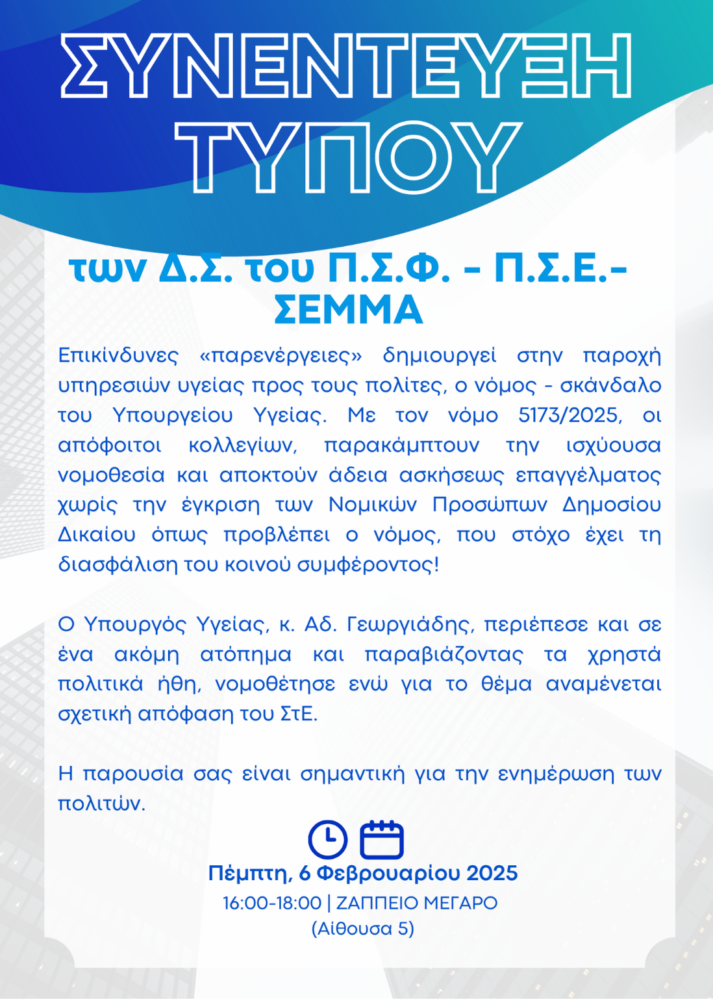 ΣΥΝΕΝΤΕΥΞΗ
ΤΥΠΟΥ
των Δ.Σ. του Π.Σ.Φ. - Π.Σ.Ε.-
ΣΕΜΜΑ
Επικίνδυνες «παρενέργειες» δημιουργεί στην παροχή
υπηρεσιών υγείας προς τους πολίτες, ο νόμος - σκάνδαλο
του Υπουργείου Υγείας. Με τον νόμο 5173/2025, οι
απόφοιτοι κολλεγίων, παρακάμπτουν την ισχύουσα
νομοθεσία και αποκτούν άδεια ασκήσεως επαγγέλματος
χωρίς την έγκριση των Νομικών Προσώπων Δημοσίου
Δικαίου όπως προβλέπει ο νόμος, που στόχο έχει τη
διασφάλιση του κοινού συμφέροντος!
Ο Υπουργός Υγείας, κ. Αδ. Γεωργιάδης, περιέπεσε και σε
ένα ακόμη ατόπημα και παραβιάζοντας τα χρηστά
πολιτικά ήθη, νομοθέτησε ενώ για το θέμα αναμένεται
σχετική απόφαση του ΣτΕ.
Η παρουσία σας είναι σημαντική για την ενημέρωση των
πολιτών.
Πέμπτη, 6 Φεβρουαρίου 2025
16:00-18:00 | ΖΑΠΠΕΙΟ ΜΕΓΑΡΟ
(Αίθουσα 5)